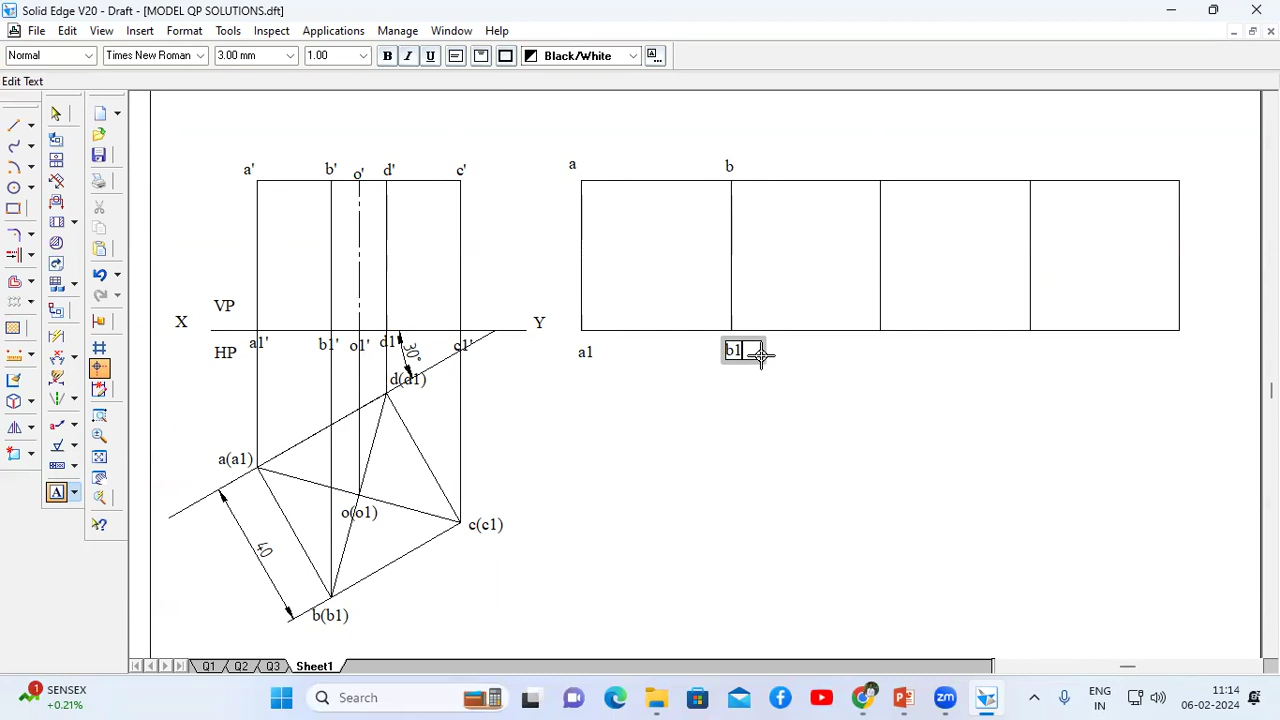 Solid Edge V20 - Draft - [MODEL QP SOLUTIONS.dft]
File Edit View Insert Format Tools Inspect Applications Manage Window Help
Normal Times New Roman 3.00 mm 1.00 B I U Black/White
Edit Text
a' b' o' d' c' a b
VP
X Y
HP a1' b1' o1' d1' c1' a1 b1
30°
d(d1)
a(a1)
o(o1) c(c1)
40
b(b1)
A
Q1 Q2 Q3 Sheet1
SENSEX
+0.21%
1
Search
zm
ENG
IN
11:14
06-02-2024